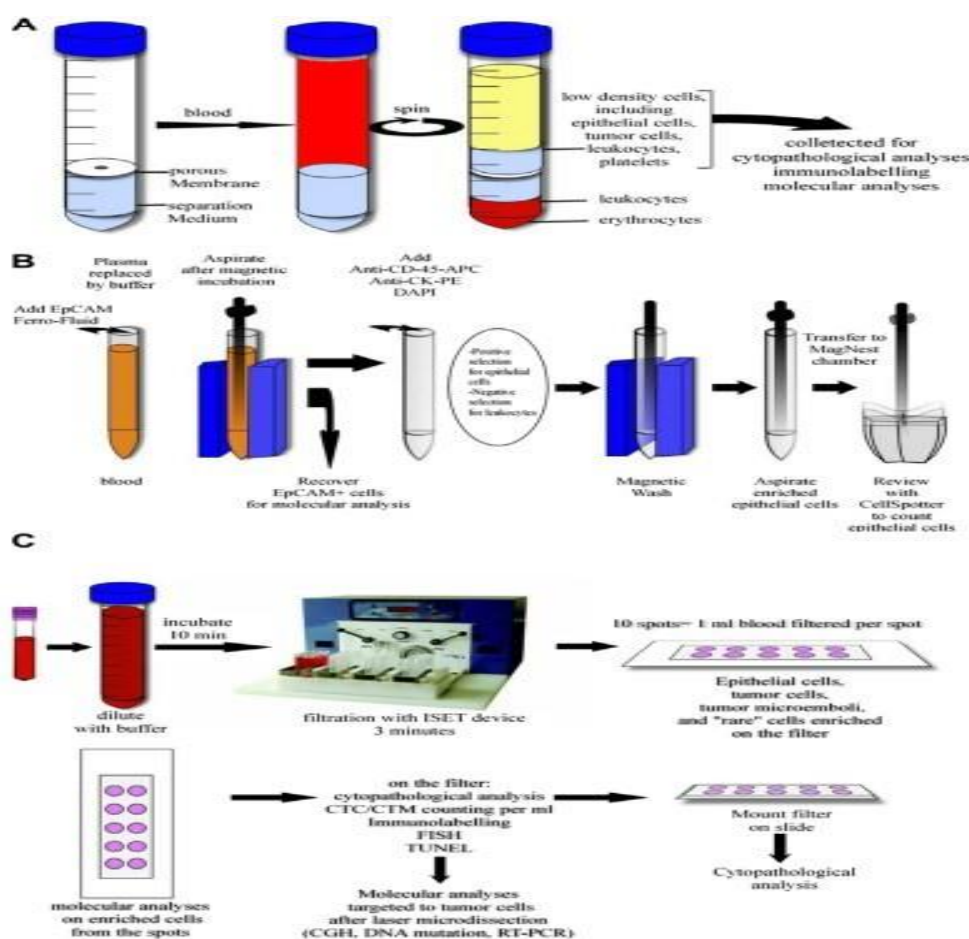 A
blood
porous
Membrane
separation
Medium
spin
low density cells,
including
epithelial cells,
tumor cells,
leukocytes,
platelets
leukocytes
erythrocytes
colletected for
cytopathological analyses
immunolabelling
molecular analyses
B
Plasma
replaced
by buffer
Add EpCAM
Ferro-Fluid
blood
Aspirate
after magnetic
incubation
Recover
EpCAM+ cells
for molecular analysis
Add
Anti-CD-45-APC
Anti-CK-PE
DAPI
-Positive
selection
for epithelial
cells
-Negative
selection
for leukocytes
Magnetic
Wash
Aspirate
enriched
epithelial cells
Transfer to
MagNest
chamber
Review
with
CellSpotter
to count
epithelial cells
C
dilute
with buffer
incubate
10 min
filtration with ISET device
3 minutes
10 spots= 1 ml blood filtered per spot
Epithelial cells,
tumor cells,
tumor microemboli,
and "rare" cells enriched
on the filter
molecular analyses
on enriched cells
from the spots
on the filter:
cytopathological analysis
CTC/CTM counting per ml
Immunolabelling
FISH
TUNEL
Molecular analyses
targeted to tumor cells
after laser microdissection
(CGH, DNA mutation, RT-PCR)
Mount filter
on slide
Cytopathological
analysis